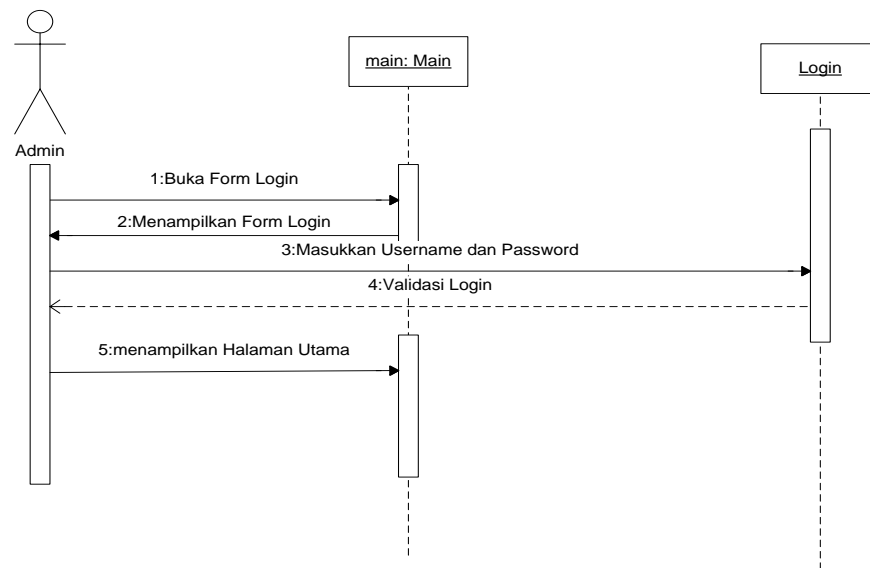 main: Main
Login
Admin
1:Buka Form Login
2:Menampilkan Form Login
3:Masukkan Username dan Password
4:Validasi Login
5:menampilkan Halaman Utama